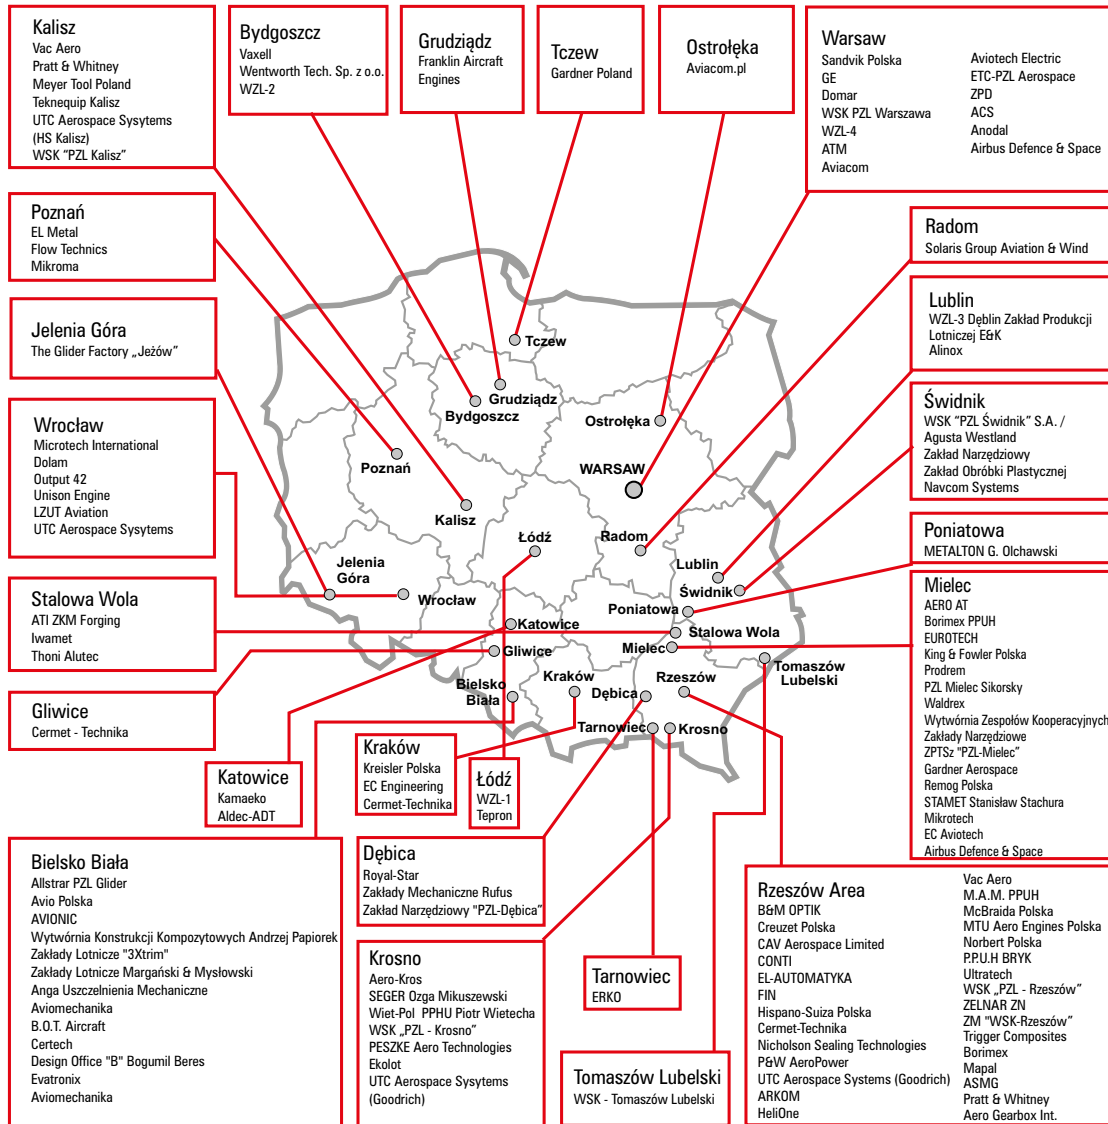 Kalisz
Vac Aero
Pratt & Whitney
Meyer Tool Poland
Teknequip Kalisz
UTC Aerospace Sysytems
(HS Kalisz)
WSK "PZL Kalisz"
Bydgoszcz
Vaxell
Wentworth Tech. Sp. z o.o.
WZL-2
Grudziądz
Franklin Aircraft
Engines
Tczew
Gardner Poland
Ostrołęka
Aviacom.pl
Warsaw
Sandvik Polska
GE
Domar
WSK PZL Warszawa
WZL-4
ATM
Aviacom
Aviotech Electric
ETC-PZL Aerospace
ZPD
ACS
Anodal
Airbus Defence & Space
Poznań
EL Metal
Flow Technics
Mikroma
Radom
Solaris Group Aviation & Wind
Lublin
WZL-3 Dęblin Zakład Produkcji
Lotniczej E&K
Alinox
Jelenia Góra
The Glider Factory „Jeżów”
Świdnik
WSK “PZL Świdnik” S.A. /
Agusta Westland
Zakład Narzędziowy
Zakład Obróbki Plastycznej
Navcom Systems
Wrocław
Microtech International
Dolam
Output 42
Unison Engine
LZUT Aviation
UTC Aerospace Sysytems
Poniatowa
METALTON G. Olchawski
Stalowa Wola
ATI ZKM Forging
Iwamet
Thoni Alutec
Mielec
AERO AT
Borimex PPUH
EUROTECH
King & Fowler Polska
Prodrem
PZL Mielec Sikorsky
Waldrex
Wytwórnia Zespołów Kooperacyjnych
Zakłady Narzędziowe
ZPTSz "PZL-Mielec”
Gardner Aerospace
Remog Polska
STAMET Stanisław Stachura
Mikrotech
EC Aviotech
Airbus Defence & Space
Gliwice
Cermet - Technika
Tczew
Grudziądz
Bydgoszcz
Ostrołęka
Poznań
WARSAW
Kalisz
Łódź
Radom
Jelenia
Góra
Wrocław
Lublin
Świdnik
Poniatowa
Katowice
Stalowa Wola
Gliwice
Mielec
Tomaszów
Lubelski
Bielsko
Biała
Kraków
Dębica
Rzeszów
Tarnowiec
Krosno
Katowice
Kamaeko
Aldec-ADT
Kraków
Kreisler Polska
EC Engineering
Cermet-Technika
Łódź
WZL-1
Tepron
Dębica
Royal-Star
Zakłady Mechaniczne Rufus
Zakład Narzędziowy "PZL-Dębica”
Bielsko Biała
Allstar PZL Glider
Avio Polska
AVIONIC
Wytwórnia Konstrukcji Kompozytowych Andrzej Papiorek
Zakłady Lotnicze "3Xtrim"
Zakłady Lotnicze Margański & Mysłowski
Anga Uszczelnienia Mechaniczne
Aviomechanika
B.O.T. Aircraft
Certech
Design Office "B" Bogumil Beres
Evatronix
Aviomechanika
Krosno
Aero-Kros
SEGER Ozga Mikuszewski
Wiet-Pol PPHU Piotr Wietecha
WSK „PZL - Krosno”
PESZKE Aero Technologies
Ekolot
UTC Aerospace Sysytems
(Goodrich)
Tarnowiec
ERKO
Tomaszów Lubelski
WSK - Tomaszów Lubelski
Rzeszów Area
B&M OPTIK
Creuzet Polska
CAV Aerospace Limited
CONTI
EL-AUTOMATYKA
FIN
Hispano-Suiza Polska
Cermet-Technika
Nicholson Sealing Technologies
P&W AeroPower
UTC Aerospace Systems (Goodrich)
ARKOM
HeliOne
Vac Aero
M.A.M. PPUH
McBraida Polska
MTU Aero Engines Polska
Norbert Polska
P.P.U.H BRYK
Ultratech
WSK „PZL - Rzeszów”
ZELNAR ZN
ZM "WSK-Rzeszów”
Trigger Composites
Borimex
Mapal
ASMG
Pratt & Whitney
Aero Gearbox Int.